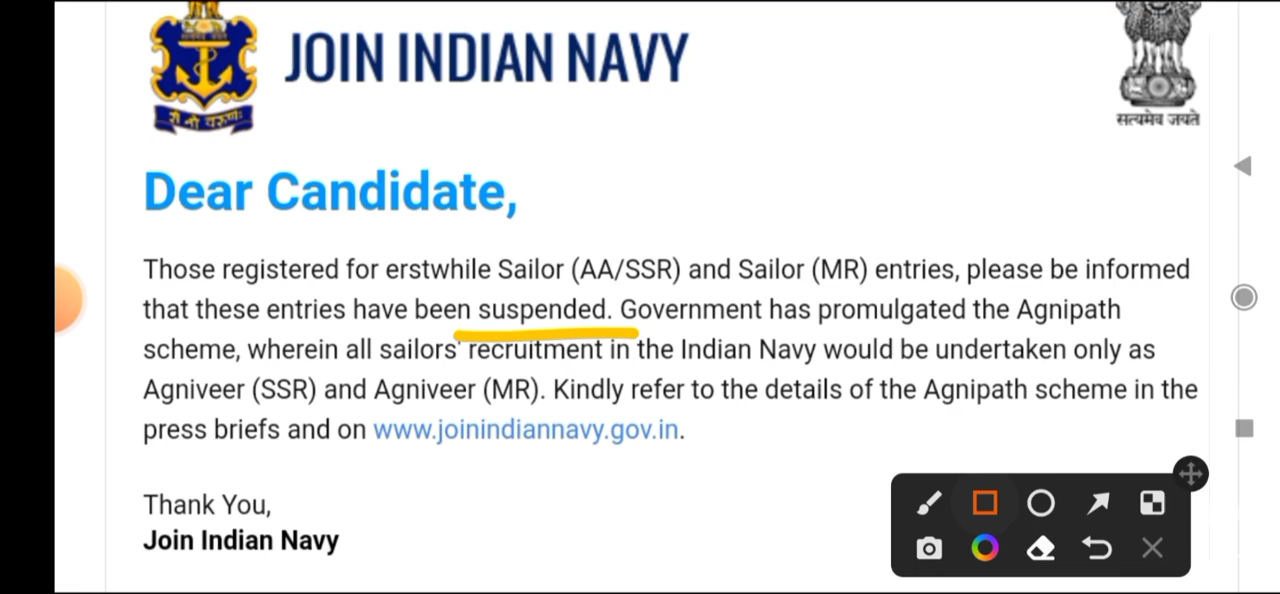 JOIN INDIAN NAVY
शं नो वरुणः
सत्यमेव जयते
Dear Candidate,
Those registered for erstwhile Sailor (AA/SSR) and Sailor (MR) entries, please be informed
that these entries have been suspended. Government has promulgated the Agnipath
scheme, wherein all sailors' recruitment in the Indian Navy would be undertaken only as
Agniveer (SSR) and Agniveer (MR). Kindly refer to the details of the Agnipath scheme in the
press briefs and on www.joinindiannavy.gov.in.
Thank You,
Join Indian Navy